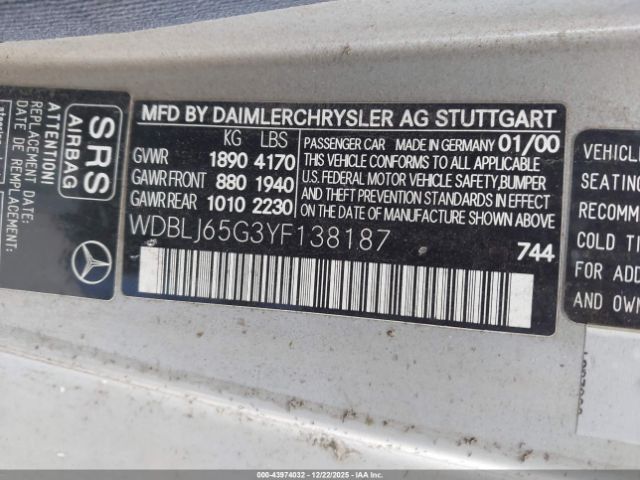 ATTENTION!
REPLACEMENT DATE
DATE DE REMPLACEMENT
SRS
AIRBAG
MFD BY DAIMLERCHRYSLER AG STUTTGART
KG LBS
GVWR 1890 4170
GAWR FRONT 880 1940
GAWR REAR 1010 2230
PASSENGER CAR MADE IN GERMANY 01/00
THIS VEHICLE CONFORMS TO ALL APPLICABLE
U.S. FEDERAL MOTOR VEHICLE SAFETY, BUMPER
AND THEFT PREVENTION STANDARDS IN EFFECT
ON THE DATE OF MANUFACTURE SHOWN ABOVE
WDBLJ65G3YF138187
744
VEHICLE
SEATING
RECOMM
COLD TI
FOR ADD
AND OWN
000-43974032 12/22/2025 IAA